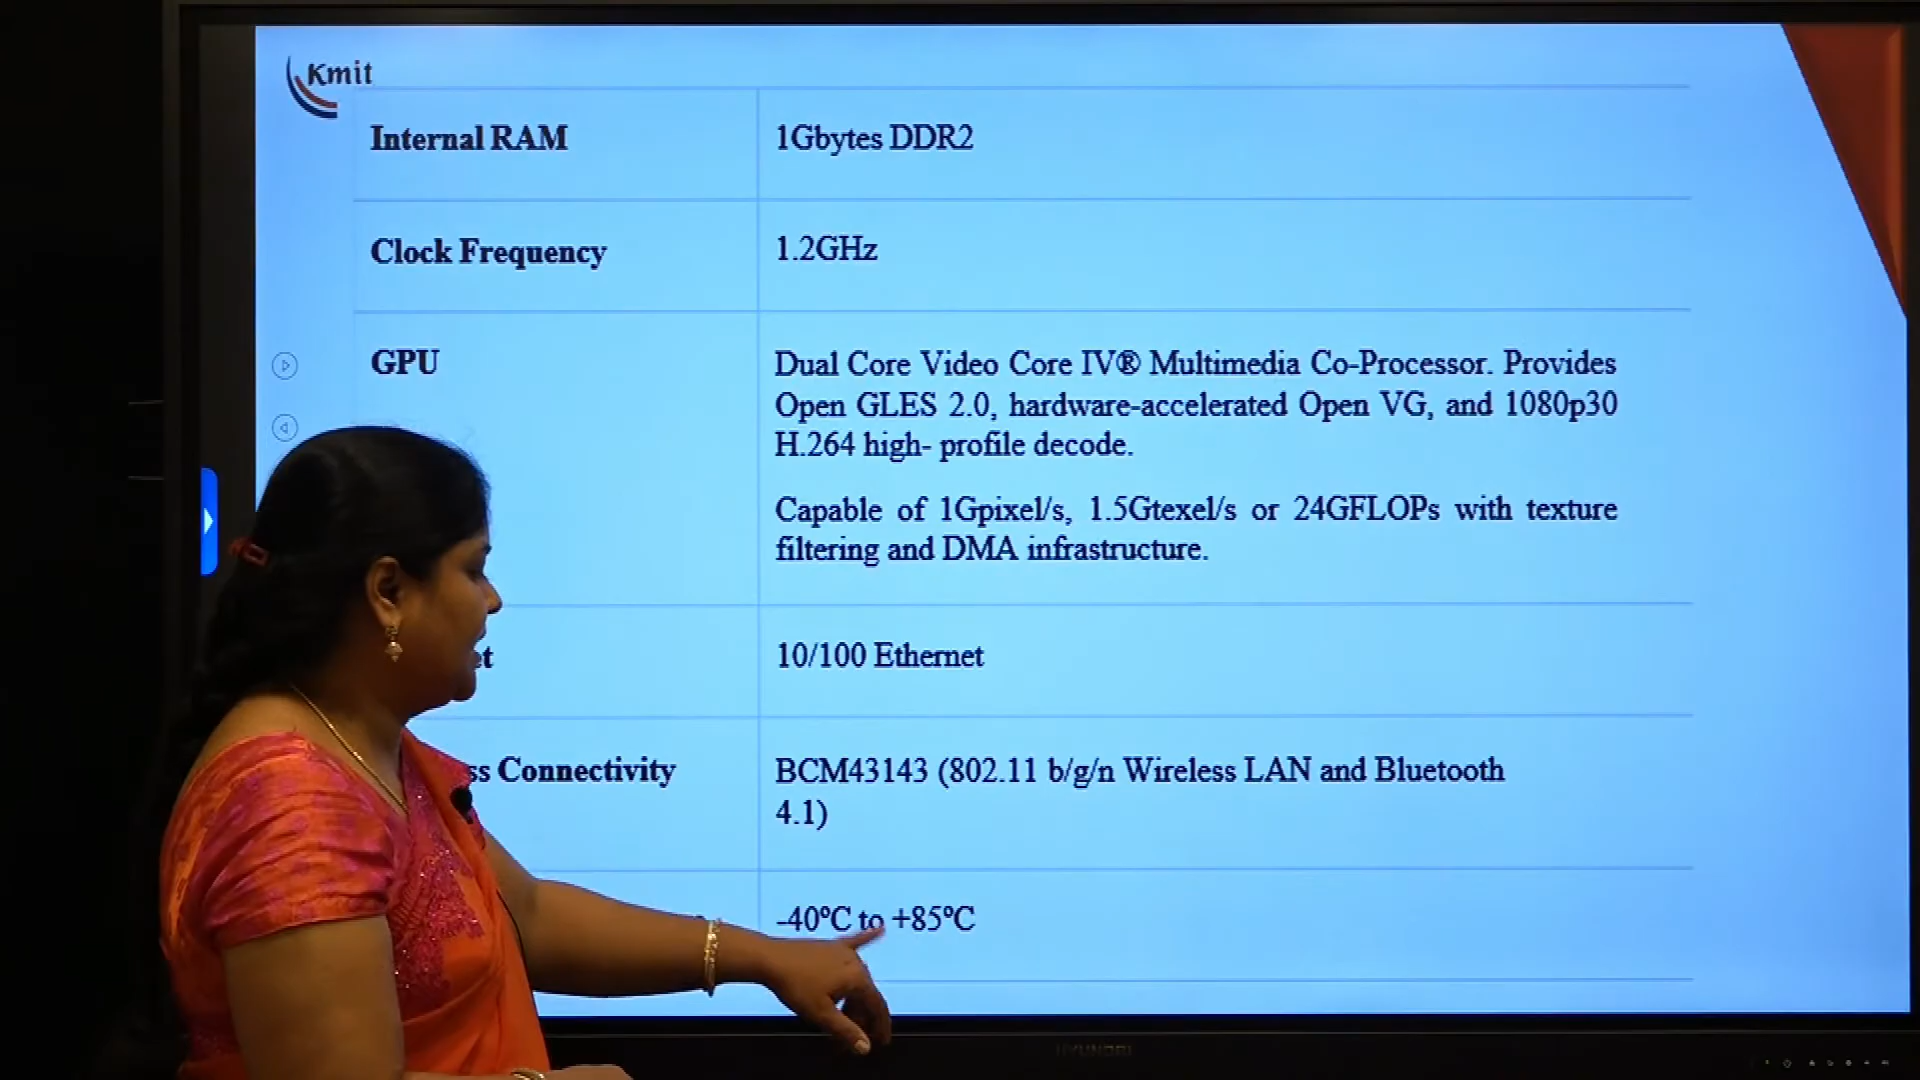 Kmit
Internal RAM
1Gbytes DDR2
Clock Frequency
1.2GHz
GPU
Dual Core Video Core IV® Multimedia Co-Processor. Provides
Open GLES 2.0, hardware-accelerated Open VG, and 1080p30
H.264 high- profile decode.
Capable of 1Gpixel/s, 1.5Gtexel/s or 24GFLOPs with texture
filtering and DMA infrastructure.
10/100 Ethernet
Connectivity
BCM43143 (802.11 b/g/n Wireless LAN and Bluetooth
4.1)
-40ºC to +85ºC
HYUNDAI